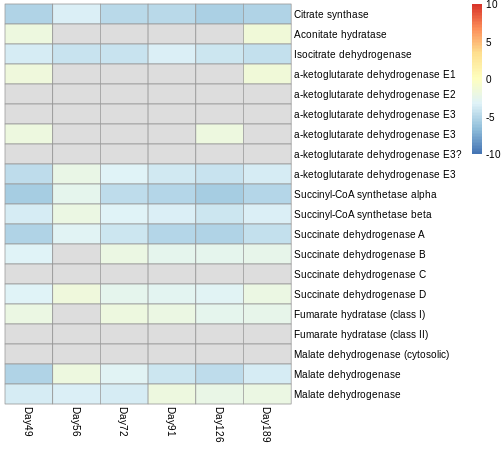 Citrate synthase
Aconitate hydratase
Isocitrate dehydrogenase
a-ketoglutarate dehydrogenase E1
a-ketoglutarate dehydrogenase E2
a-ketoglutarate dehydrogenase E3
a-ketoglutarate dehydrogenase E3
a-ketoglutarate dehydrogenase E3?
a-ketoglutarate dehydrogenase E3
Succinyl-CoA synthetase alpha
Succinyl-CoA synthetase beta
Succinate dehydrogenase A
Succinate dehydrogenase B
Succinate dehydrogenase C
Succinate dehydrogenase D
Fumarate hydratase (class I)
Fumarate hydratase (class II)
Malate dehydrogenase (cytosolic)
Malate dehydrogenase
Malate dehydrogenase
Day49
Day56
Day72
Day91
Day126
Day189
10
5
0
-5
-10